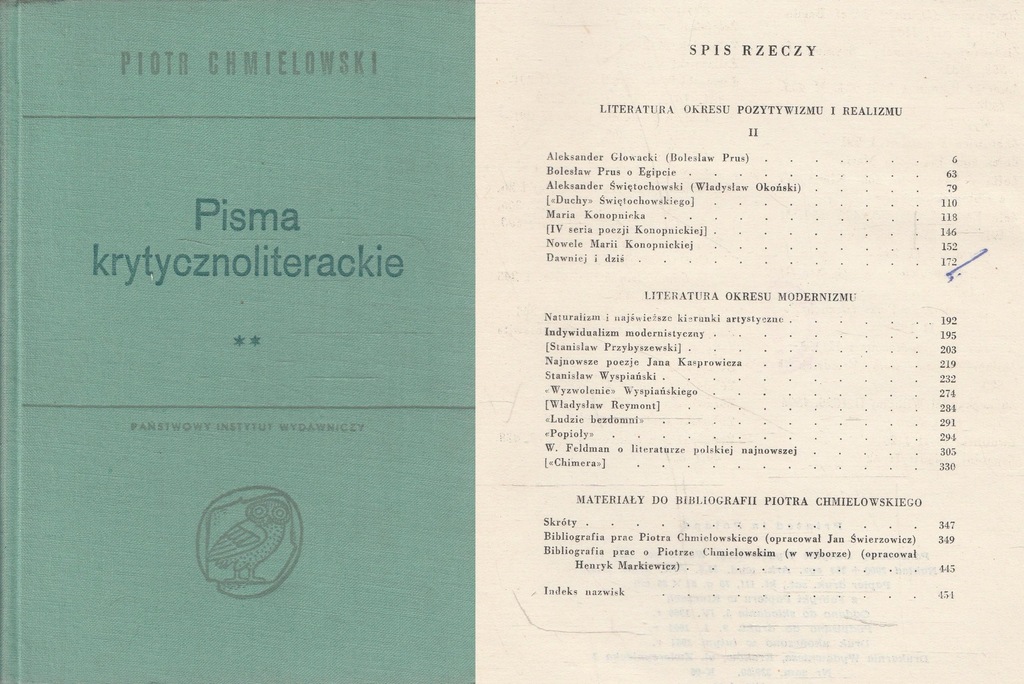 PIOTR CHMIELOWSKI
Pisma
krytycznoliterackie
**
PAŃSTWOWY INSTYTUT WYDAWNICZY
SPIS RZECZY
LITERATURA OKRESU POZYTYWIZMU I REALIZMU
II
Aleksander Głowacki (Bolesław Prus) . . . . . . . 6
Bolesław Prus o Egipcie . . . . . . . . . . 63
Aleksander Świętochowski (Władysław Okoński) . . . . . 79
[«Duchy» Świętochowskiego] . . . . . . . . . 110
Maria Konopnicka . . . . . . . . . . . 118
[IV seria poezji Konopnickiej] . . . . . . . . . 146
Nowele Marii Konopnickiej . . . . . . . . . 152
Dawniej i dziś . . . . . . . . . . . . 172
LITERATURA OKRESU MODERNIZMU
Naturalizm i najświeższe kierunki artystyczne . . . . . . 192
Indywidualizm modernistyczny . . . . . . . . . 195
[Stanisław Przybyszewski] . . . . . . . . . . 203
Najnowsze poezje Jana Kasprowicza . . . . . . . 219
Stanisław Wyspiański . . . . . . . . . . . 232
«Wyzwolenie» Wyspiańskiego . . . . . . . . . 274
[Władysław Reymont] . . . . . . . . . . 284
«Ludzie bezdomni» . . . . . . . . . . . 291
«Popioły» . . . . . . . . . . . . . 294
W. Feldman o literaturze polskiej najnowszej . . . . . 305
[«Chimera»] . . . . . . . . . . . . 330
MATERIAŁY DO BIBLIOGRAFII PIOTRA CHMIELOWSKIEGO
Skróty . . . . . . . . . . . . . . 347
Bibliografia prac Piotra Chmielowskiego (opracował Jan Świerzowicz) 349
Bibliografia prac o Piotrze Chmielowskim (w wyborze) (opracował
Henryk Markiewicz) . . . . . . . . . . 445
Indeks nazwisk . . . . . . . . . . . . 454